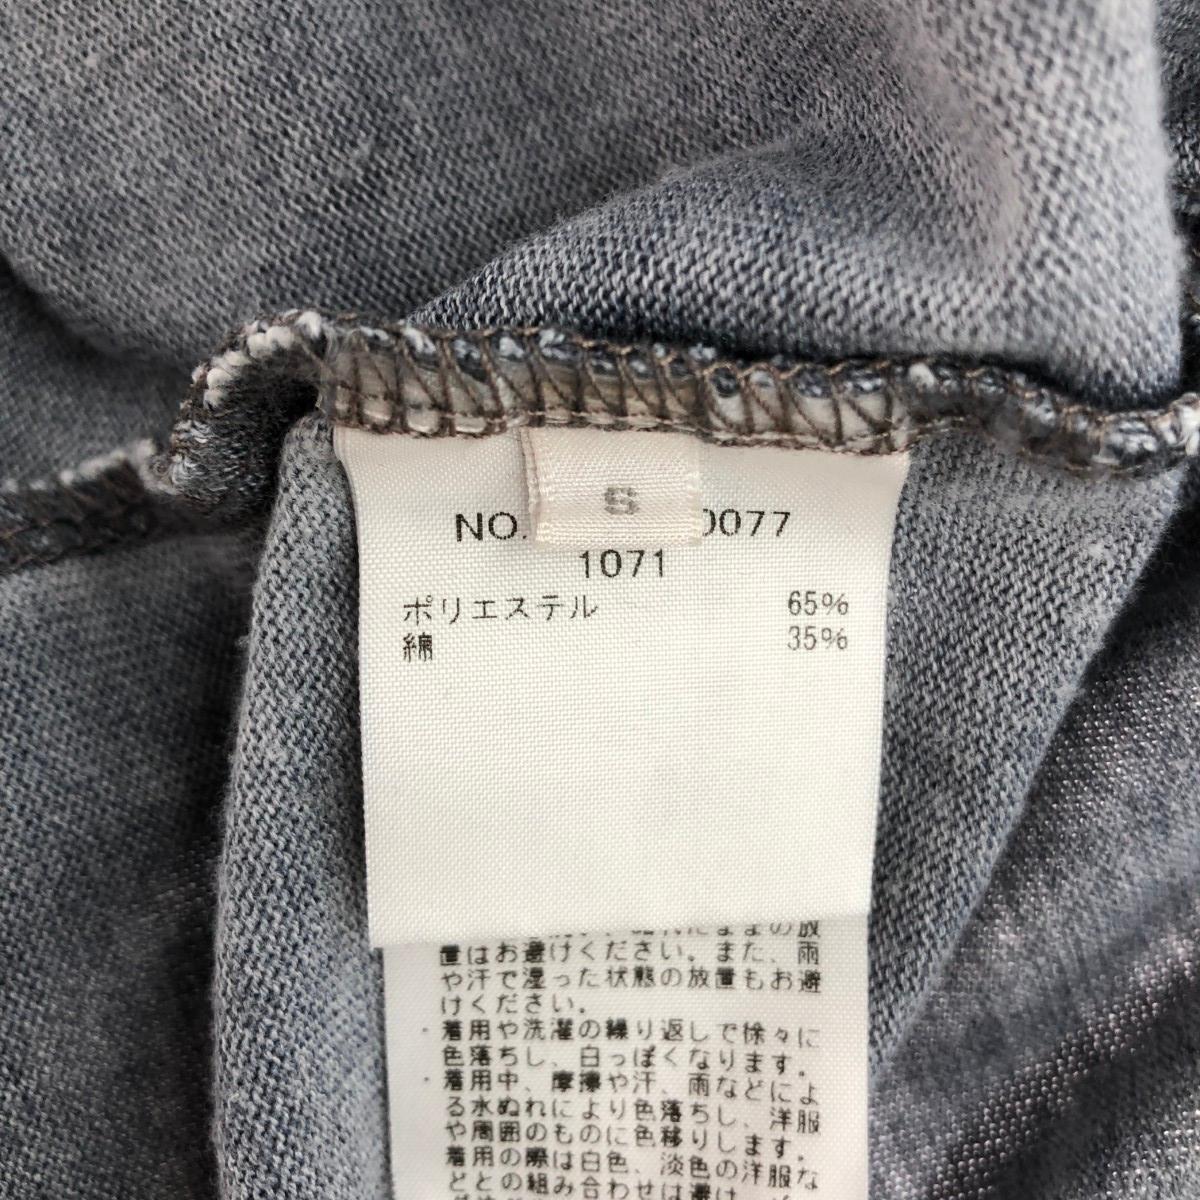 S
NO. 0077
1071
ポリエステル 65%
綿 35%
ままの放
置はお避けください。また、雨
や汗で湿った状態の放置もお避
けください。
・着用や洗濯の繰り返しで徐々に
色落ちし、白っぽくなります。
・着用中、摩擦や汗、雨などによ
る水ぬれにより色落ちし、洋服
や周囲のものに色移りします。
着用の際は白色、淡色の洋服な
どとの組み合わせは避け